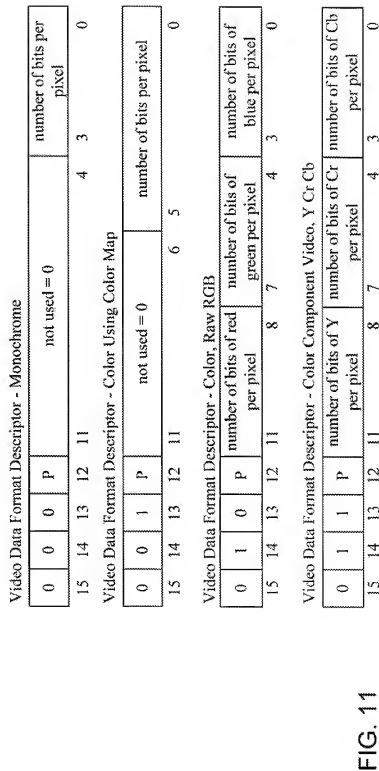 Video Data Format Descriptor - Monochrome
0 0 0 P not used = 0 number of bits per
pixel
15 14 13 12 11 4 3 0
Video Data Format Descriptor - Color Using Color Map
0 0 1 P not used = 0 number of bits per pixel
15 14 13 12 11 6 5 0
Video Data Format Descriptor - Color, Raw RGB
0 1 0 P number of bits of red number of bits of number of bits of
per pixel green per pixel blue per pixel
15 14 13 12 11 8 7 4 3 0
Video Data Format Descriptor - Color Component Video, Y Cr Cb
0 1 1 P number of bits of Y number of bits of Cr number of bits of Cb
per pixel per pixel per pixel
15 14 13 12 11 8 7 4 3 0
FIG. 11